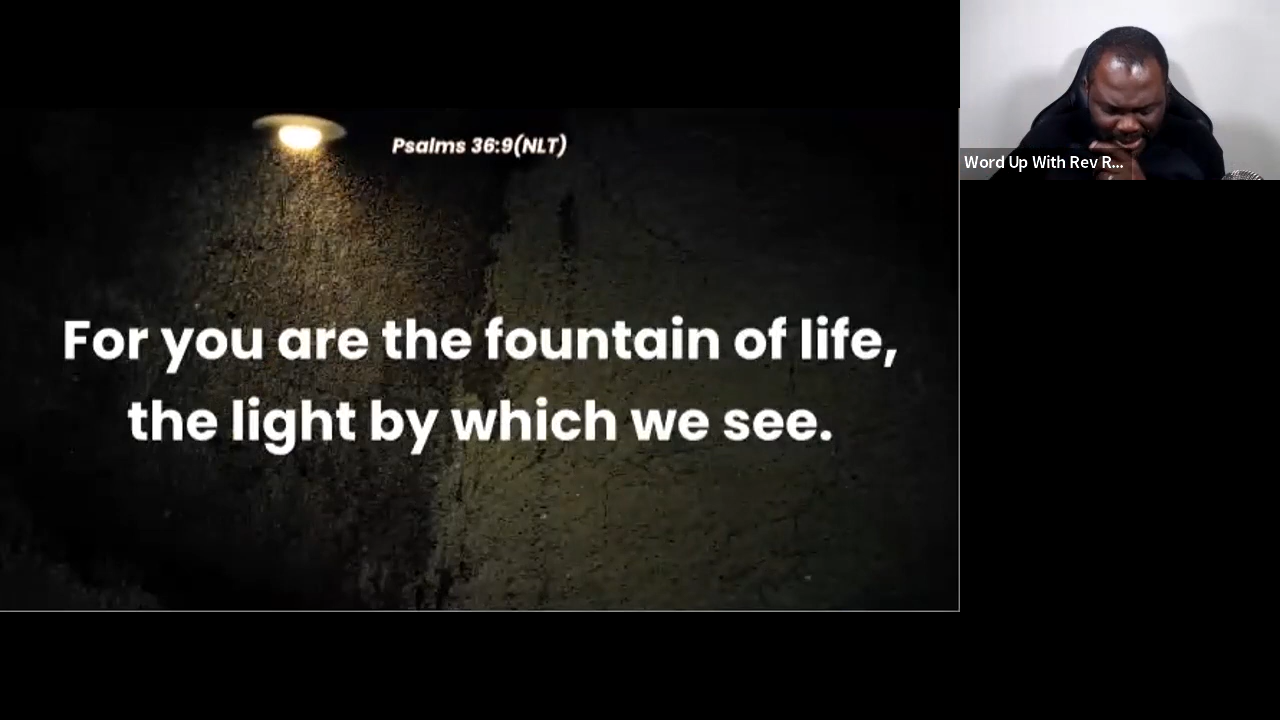 Psalms 36:9(NLT)
For you are the fountain of life,
the light by which we see.
Word Up With Rev R...